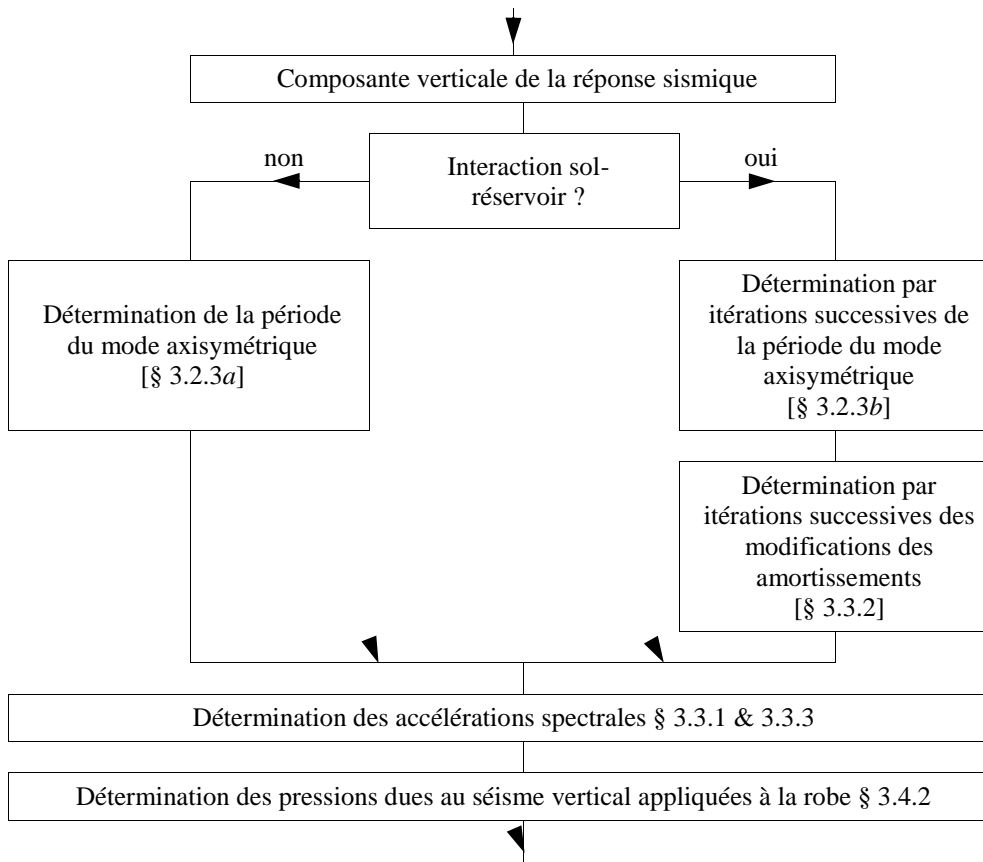 Composante verticale de la réponse sismique
non
Interaction sol-
réservoir ?
oui
Détermination de la période
du mode axisymétrique
[§ 3.2.3a]
Détermination par
itérations successives de
la période du mode
axisymétrique
[§ 3.2.3b]
Détermination par
itérations successives des
modifications des
amortissements
[§ 3.3.2]
Détermination des accélérations spectrales § 3.3.1 & 3.3.3
Détermination des pressions dues au séisme vertical appliquées à la robe § 3.4.2